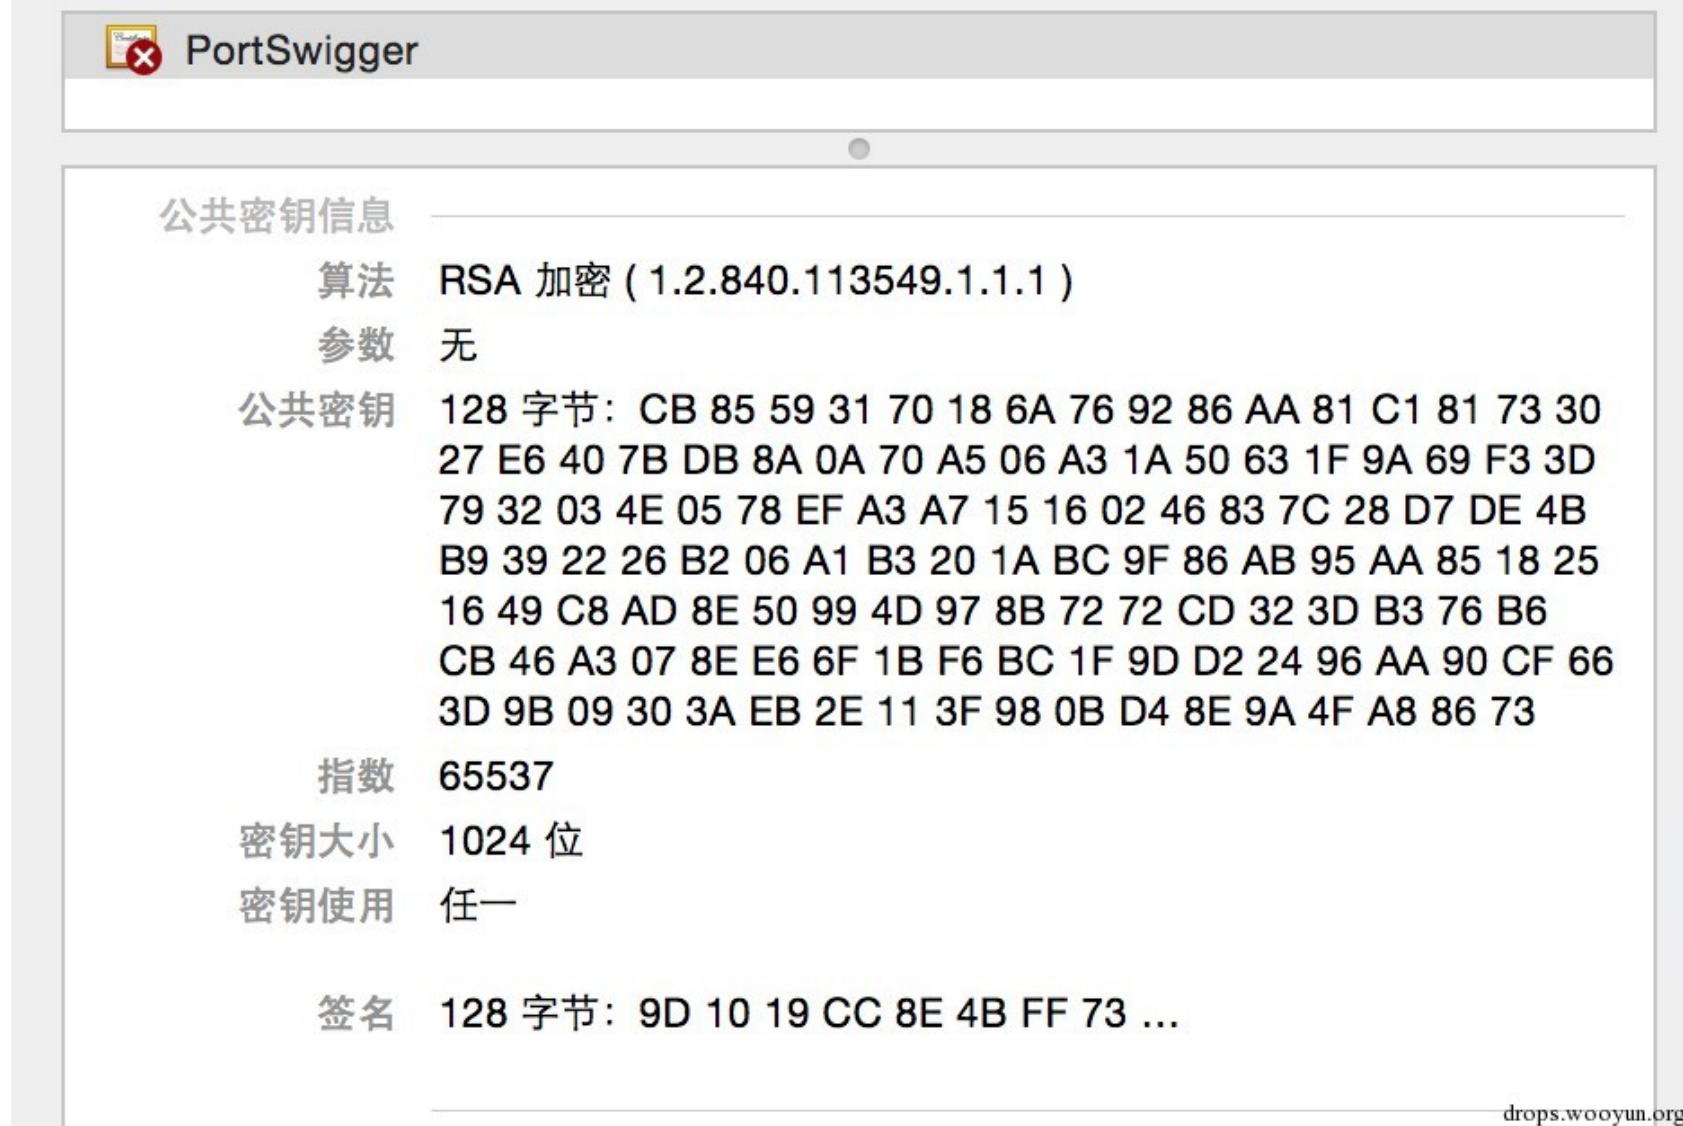 PortSwigger
公共密钥信息
算法 RSA 加密 ( 1.2.840.113549.1.1.1 )
参数 无
公共密钥 128 字节：CB 85 59 31 70 18 6A 76 92 86 AA 81 C1 81 73 30
27 E6 40 7B DB 8A 0A 70 A5 06 A3 1A 50 63 1F 9A 69 F3 3D
79 32 03 4E 05 78 EF A3 A7 15 16 02 46 83 7C 28 D7 DE 4B
B9 39 22 26 B2 06 A1 B3 20 1A BC 9F 86 AB 95 AA 85 18 25
16 49 C8 AD 8E 50 99 4D 97 8B 72 72 CD 32 3D B3 76 B6
CB 46 A3 07 8E E6 6F 1B F6 BC 1F 9D D2 24 96 AA 90 CF 66
3D 9B 09 30 3A EB 2E 11 3F 98 0B D4 8E 9A 4F A8 86 73
指数 65537
密钥大小 1024 位
密钥使用 任一
签名 128 字节：9D 10 19 CC 8E 4B FF 73 ...
drops.wooyun.org